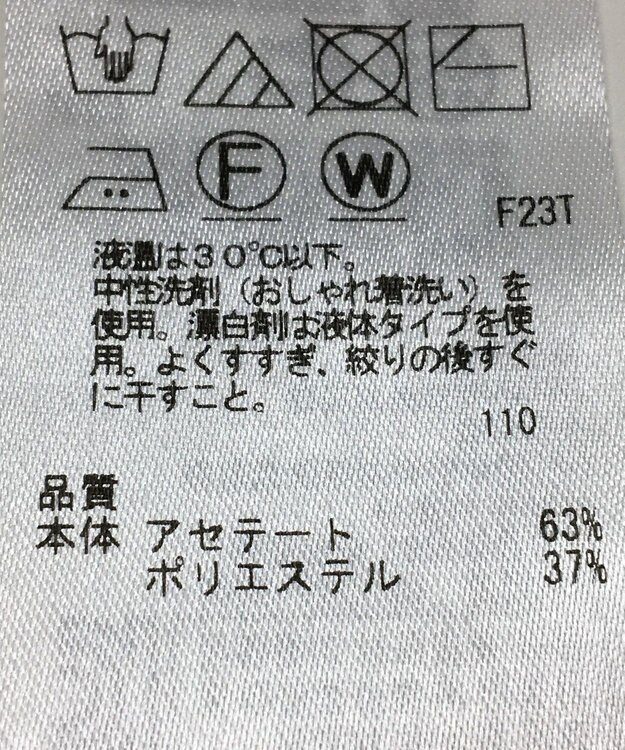 F
W
F23T
液温は30℃以下。
中性洗剤(おしゃれ着洗い)を
使用。漂白剤は液体タイプを使
用。よくすすぎ、絞りの後すぐ
に干すこと。
110
品質
本体 アセテート 63%
ポリエステル 37%